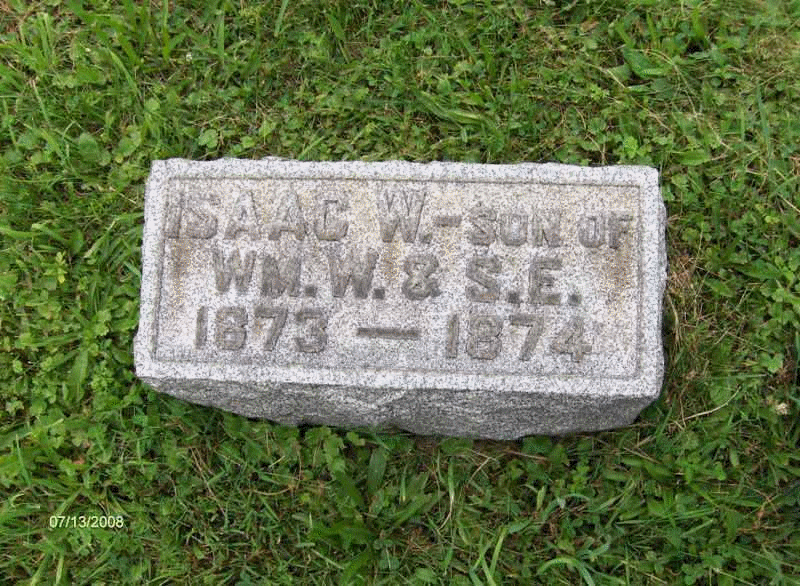 ISAAC W.-SON OF
WM. W. & S.E.
1873 — 1874
07/13/2008